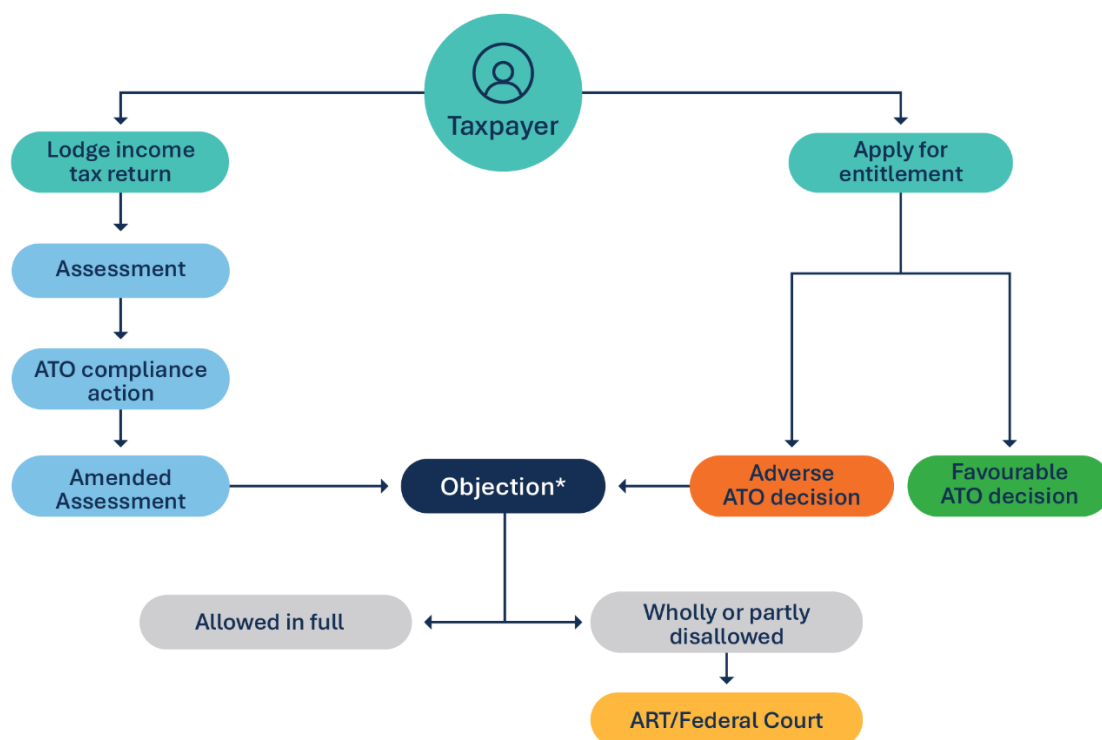 Taxpayer
Lodge income
tax return
Apply for
entitlement
Assessment
ATO compliance
action
Amended
Assessment
Objection*
Adverse
ATO decision
Favourable
ATO decision
Allowed in full
Wholly or partly
disallowed
ART/Federal Court